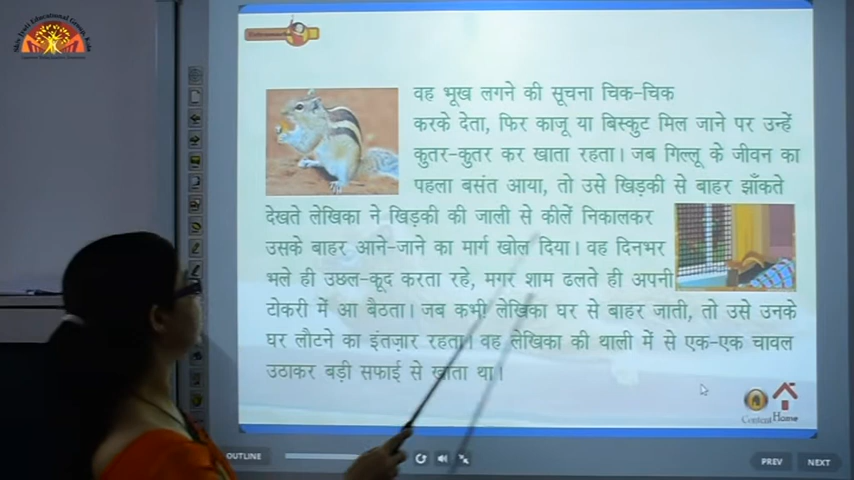 वह भूख लगने की सूचना चिक-चिक
करके देता, फिर काजू या बिस्कुट मिल जाने पर उन्हें
कुतर-कुतर कर खाता रहता। जब गिल्लू के जीवन का
पहला बसंत आया, तो उसे खिड़की से बाहर झाँकते
देखते लेखिका ने खिड़की की जाली से कीलें निकालकर
उसके बाहर आने-जाने का मार्ग खोल दिया। वह दिनभर
भले ही उछल-कूद करता रहे, मगर शाम ढलते ही अपनी
टोकरी में आ बैठता। जब कभी लेखिका घर से बाहर जाती, तो उसे उनके
घर लौटने का इंतज़ार रहता। वह लेखिका की थाली में से एक-एक चावल
उठाकर बड़ी सफाई से खाता था।
Content Home
OUTLINE
PREV NEXT